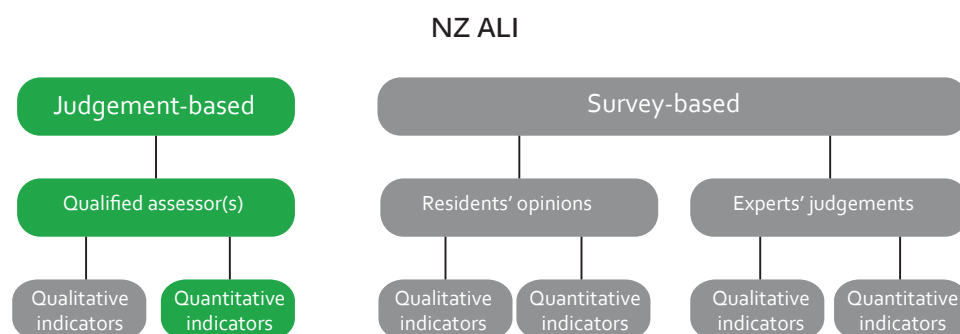 NZ ALI
Judgement-based
Survey-based
Qualified assessor(s)
Residents’ opinions
Experts’ judgements
Qualitative
indicators
Quantitative
indicators
Qualitative
indicators
Quantitative
indicators
Qualitative
indicators
Quantitative
indicators